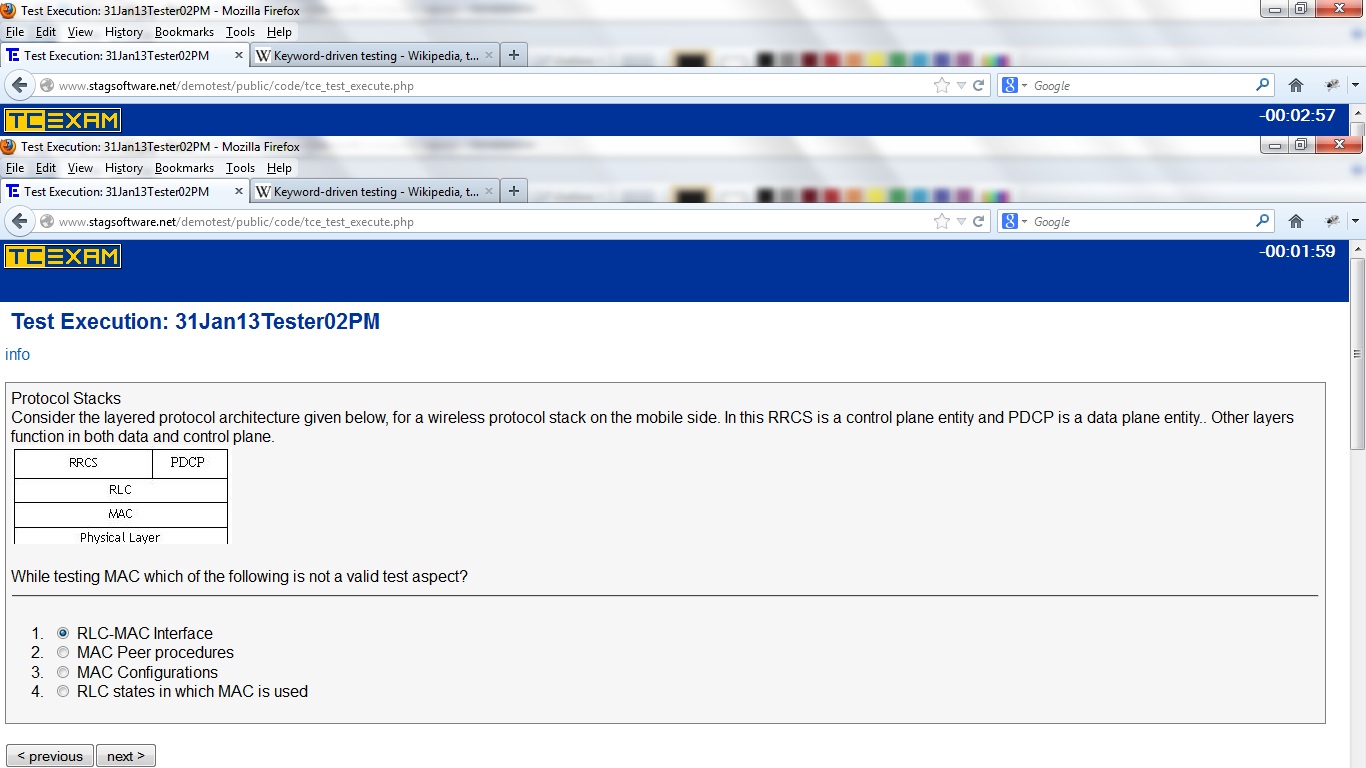 Test Execution: 31Jan13Tester02PM - Mozilla Firefox
File Edit View History Bookmarks Tools Help
Test Execution: 31Jan13Tester02PM × W Keyword-driven testing - Wikipedia, t... × +
www.stagsoftware.net/demotest/public/code/tce_test_execute.php 8 Google
TCEXAM -00:02:57
Test Execution: 31Jan13Tester02PM - Mozilla Firefox
File Edit View History Bookmarks Tools Help
Test Execution: 31Jan13Tester02PM × W Keyword-driven testing - Wikipedia, t... × +
www.stagsoftware.net/demotest/public/code/tce_test_execute.php 8 Google
TCEXAM -00:01:59
Test Execution: 31Jan13Tester02PM
info
Protocol Stacks
Consider the layered protocol architecture given below, for a wireless protocol stack on the mobile side. In this RRCS is a control plane entity and PDCP is a data plane entity.. Other layers
function in both data and control plane.
RRCS PDCP
RLC
MAC
Physical Layer
While testing MAC which of the following is not a valid test aspect?
1. RLC-MAC Interface
2. MAC Peer procedures
3. MAC Configurations
4. RLC states in which MAC is used
< previous next >